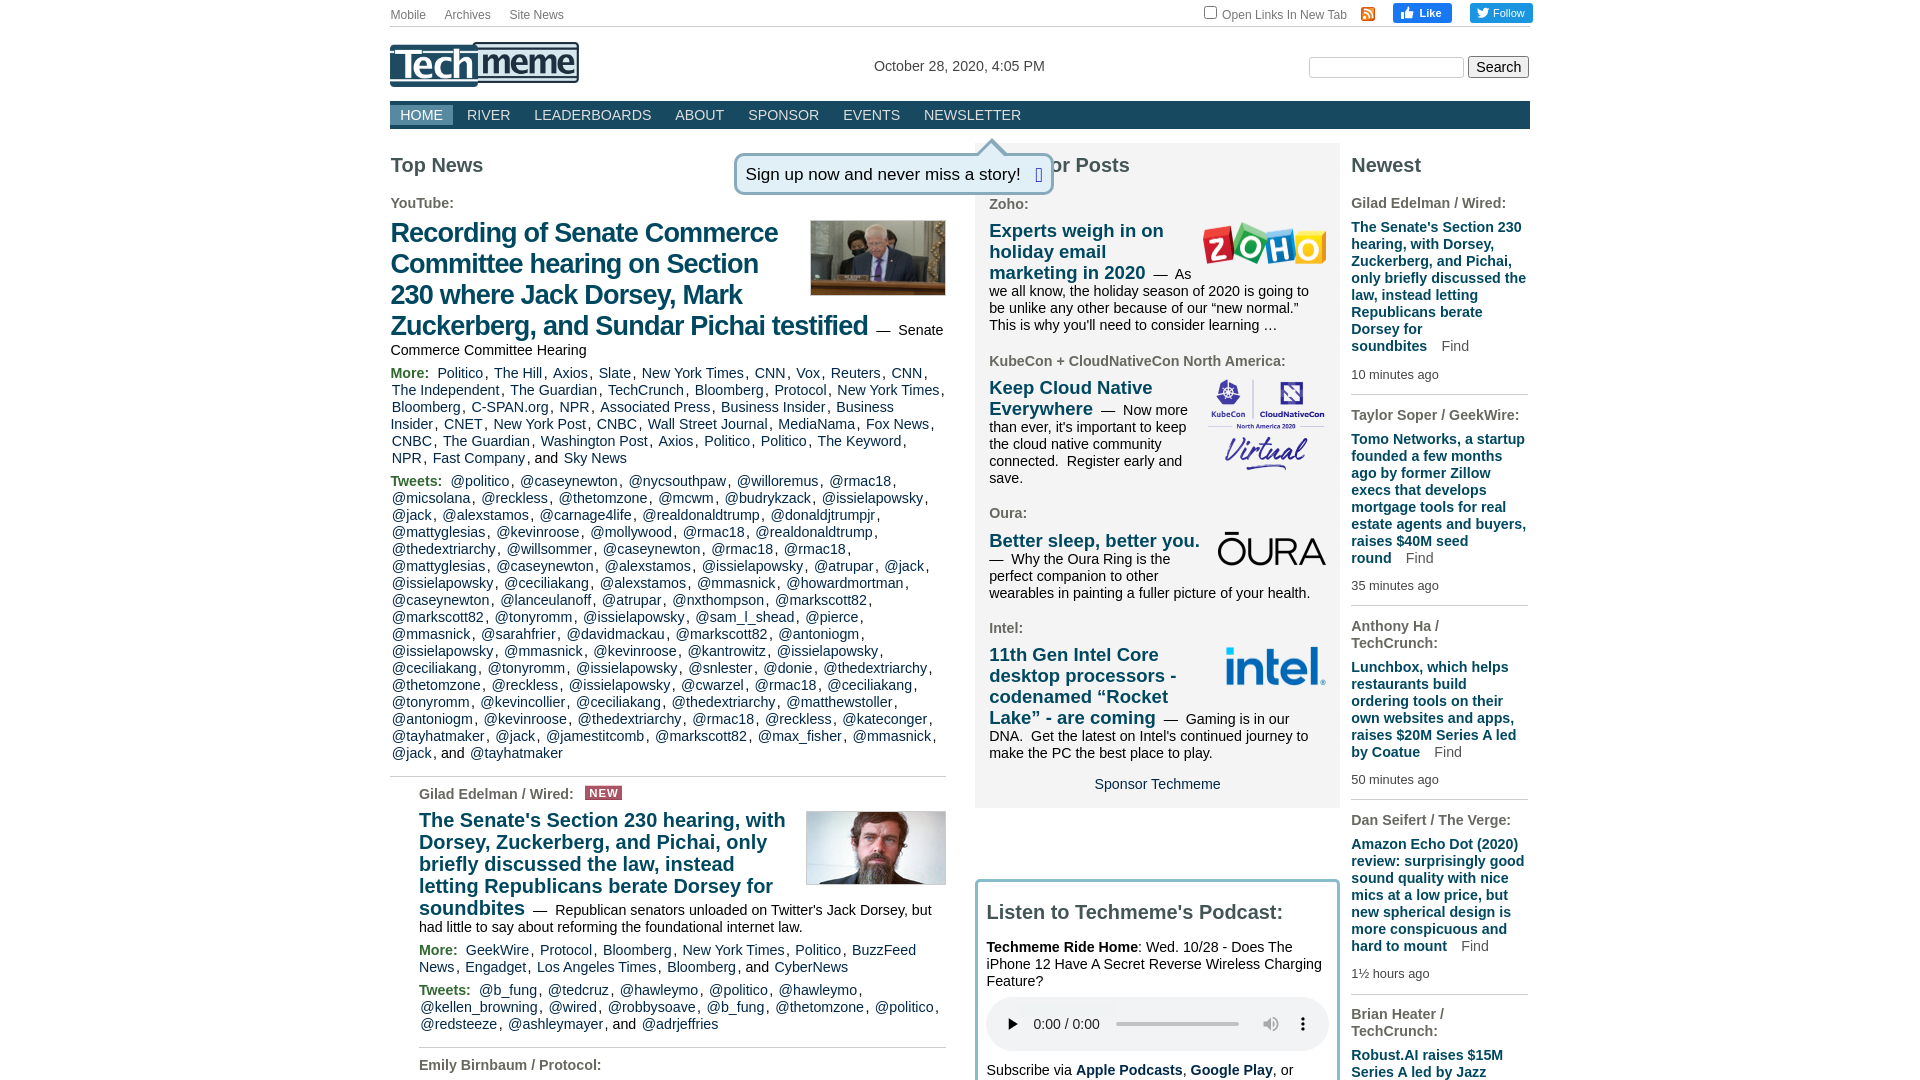 Mobile
Archives
Site News
Open Links In New Tab
Like
Follow
Techmeme
October 28, 2020, 4:05 PM
Search
HOME
RIVER
LEADERBOARDS
ABOUT
SPONSOR
EVENTS
NEWSLETTER
Sign up now and never miss a story!
Top News
YouTube:
Recording of Senate Commerce
Committee hearing on Section
230 where Jack Dorsey, Mark
Zuckerberg, and Sundar Pichai testified — Senate
Commerce Committee Hearing
More: Politico, The Hill, Axios, Slate, New York Times, CNN, Vox, Reuters, CNN,
The Independent, The Guardian, TechCrunch, Bloomberg, Protocol, New York Times,
Bloomberg, C-SPAN.org, NPR, Associated Press, Business Insider, Business
Insider, CNET, New York Post, CNBC, Wall Street Journal, MediaNama, Fox News,
CNBC, The Guardian, Washington Post, Axios, Politico, Politico, The Keyword,
NPR, Fast Company, and Sky News
Tweets: @politico, @caseynewton, @nycsouthpaw, @willoremus, @rmac18,
@micsolana, @reckless, @thetomzone, @mcwm, @budrykzack, @issielapowsky,
@jack, @alexstamos, @carnage4life, @realdonaldtrump, @donaldjtrumpjr,
@mattyglesias, @kevinroose, @mollywood, @rmac18, @realdonaldtrump,
@thedextriarchy, @willsommer, @caseynewton, @rmac18, @rmac18,
@mattyglesias, @caseynewton, @alexstamos, @issielapowsky, @atrupar, @jack,
@issielapowsky, @ceciliakang, @alexstamos, @mmasnick, @howardmortman,
@caseynewton, @lanceulanoff, @atrupar, @nxthompson, @markscott82,
@markscott82, @tonyromm, @issielapowsky, @sam_l_shead, @pierce,
@mmasnick, @sarahfrier, @davidmackau, @markscott82, @antoniogm,
@issielapowsky, @mmasnick, @kevinroose, @kantrowitz, @issielapowsky,
@ceciliakang, @tonyromm, @issielapowsky, @snlester, @donie, @thedextriarchy,
@thetomzone, @reckless, @issielapowsky, @cwarzel, @rmac18, @ceciliakang,
@tonyromm, @kevincollier, @ceciliakang, @thedextriarchy, @matthewstoller,
@antoniogm, @kevinroose, @thedextriarchy, @rmac18, @reckless, @kateconger,
@tayhatmaker, @jack, @jamestitcomb, @markscott82, @max_fisher, @mmasnick,
@jack, and @tayhatmaker
Gilad Edelman / Wired: NEW
The Senate's Section 230 hearing, with
Dorsey, Zuckerberg, and Pichai, only
briefly discussed the law, instead
letting Republicans berate Dorsey for
soundbites — Republican senators unloaded on Twitter's Jack Dorsey, but
had little to say about reforming the foundational internet law.
More: GeekWire, Protocol, Bloomberg, New York Times, Politico, BuzzFeed
News, Engadget, Los Angeles Times, Bloomberg, and CyberNews
Tweets: @b_fung, @tedcruz, @hawleymo, @politico, @hawleymo,
@kellen_browning, @wired, @robbysoave, @b_fung, @thetomzone, @politico,
@redsteeze, @ashleymayer, and @adrjeffries
Emily Birnbaum / Protocol:
or Posts
Zoho:
Experts weigh in on
holiday email
marketing in 2020 — As
we all know, the holiday season of 2020 is going to
be unlike any other because of our “new normal.”
This is why you'll need to consider learning …
ZOHO
KubeCon + CloudNativeCon North America:
Keep Cloud Native
Everywhere — Now more
than ever, it's important to keep
the cloud native community
connected. Register early and
save.
KubeCon
CloudNativeCon
North America 2020
Virtual
Oura:
Better sleep, better you.
— Why the Oura Ring is the
perfect companion to other
wearables in painting a fuller picture of your health.
ŌURA
Intel:
11th Gen Intel Core
desktop processors -
codenamed “Rocket
Lake” - are coming — Gaming is in our
DNA. Get the latest on Intel's continued journey to
make the PC the best place to play.
intel
Sponsor Techmeme
Listen to Techmeme's Podcast:
Techmeme Ride Home: Wed. 10/28 - Does The
iPhone 12 Have A Secret Reverse Wireless Charging
Feature?
0:00 / 0:00
Subscribe via Apple Podcasts, Google Play, or
Newest
Gilad Edelman / Wired:
The Senate's Section 230
hearing, with Dorsey,
Zuckerberg, and Pichai,
only briefly discussed the
law, instead letting
Republicans berate
Dorsey for
soundbites Find
10 minutes ago
Taylor Soper / GeekWire:
Tomo Networks, a startup
founded a few months
ago by former Zillow
execs that develops
mortgage tools for real
estate agents and buyers,
raises $40M seed
round Find
35 minutes ago
Anthony Ha /
TechCrunch:
Lunchbox, which helps
restaurants build
ordering tools on their
own websites and apps,
raises $20M Series A led
by Coatue Find
50 minutes ago
Dan Seifert / The Verge:
Amazon Echo Dot (2020)
review: surprisingly good
sound quality with nice
mics at a low price, but
new spherical design is
more conspicuous and
hard to mount Find
1½ hours ago
Brian Heater /
TechCrunch:
Robust.AI raises $15M
Series A led by Jazz